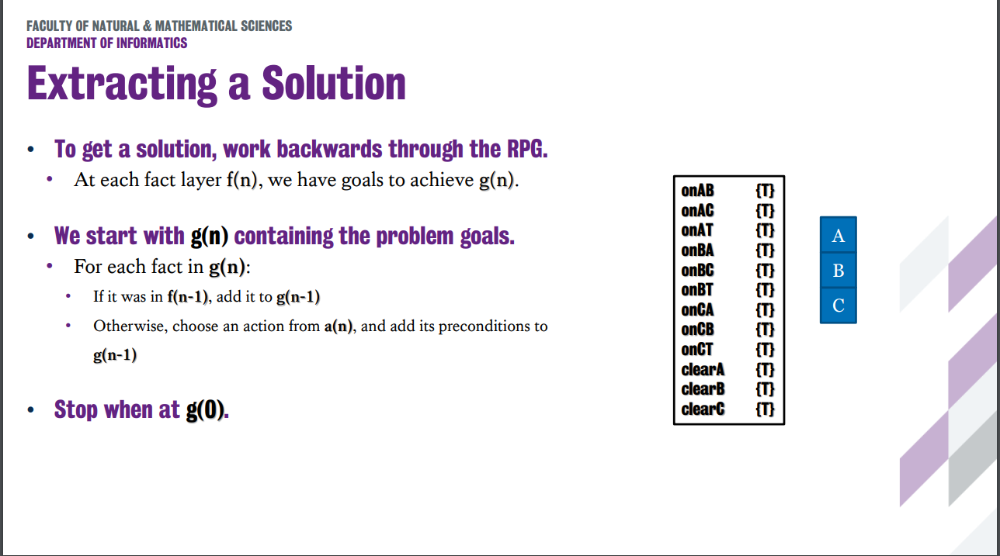 FACULTY OF NATURAL & MATHEMATICAL SCIENCES
DEPARTMENT OF INFORMATICS
Extracting a Solution
• To get a solution, work backwards through the RPG.
• At each fact layer f(n), we have goals to achieve g(n).
• We start with g(n) containing the problem goals.
• For each fact in g(n):
• If it was in f(n-1), add it to g(n-1)
• Otherwise, choose an action from a(n), and add its preconditions to
g(n-1)
• Stop when at g(0).
onAB {T}
onAC {T}
onAT {T}
onBA {T}
onBC {T}
onBT {T}
onCA {T}
onCB {T}
onCT {T}
clearA {T}
clearB {T}
clearC {T}
A
B
C